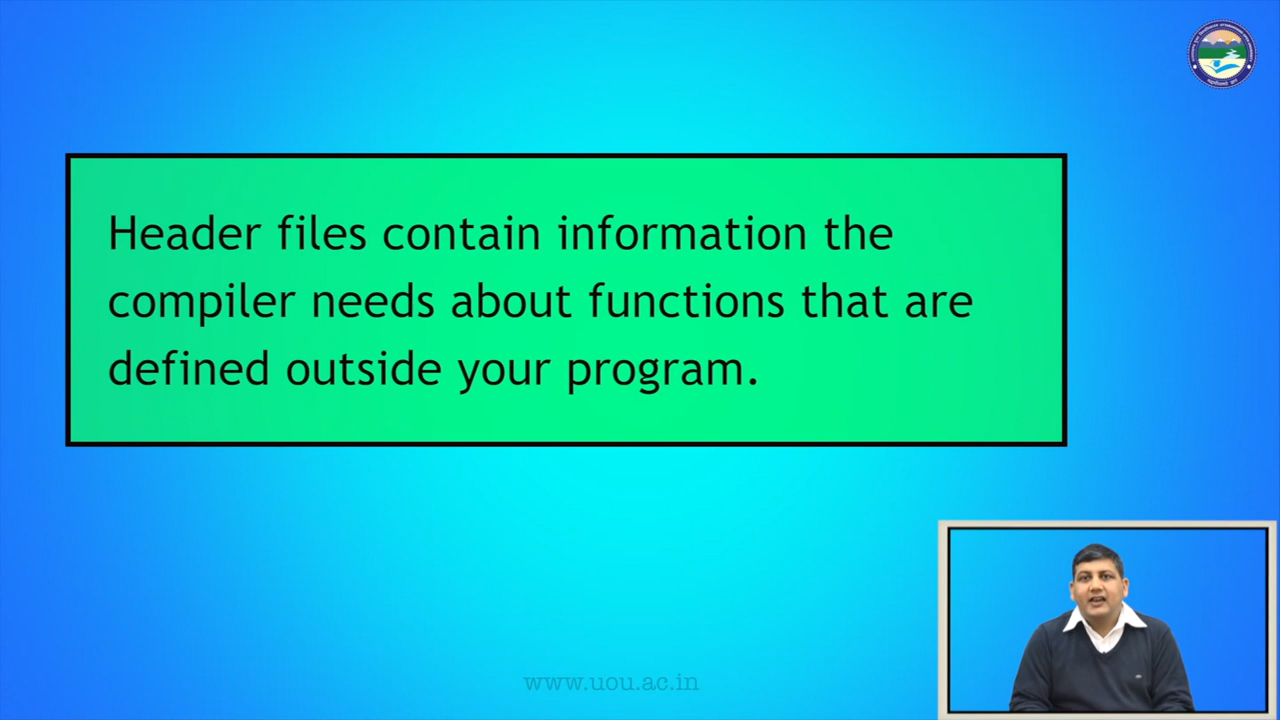 Header files contain information the
compiler needs about functions that are
defined outside your program.
www.uou.ac.in